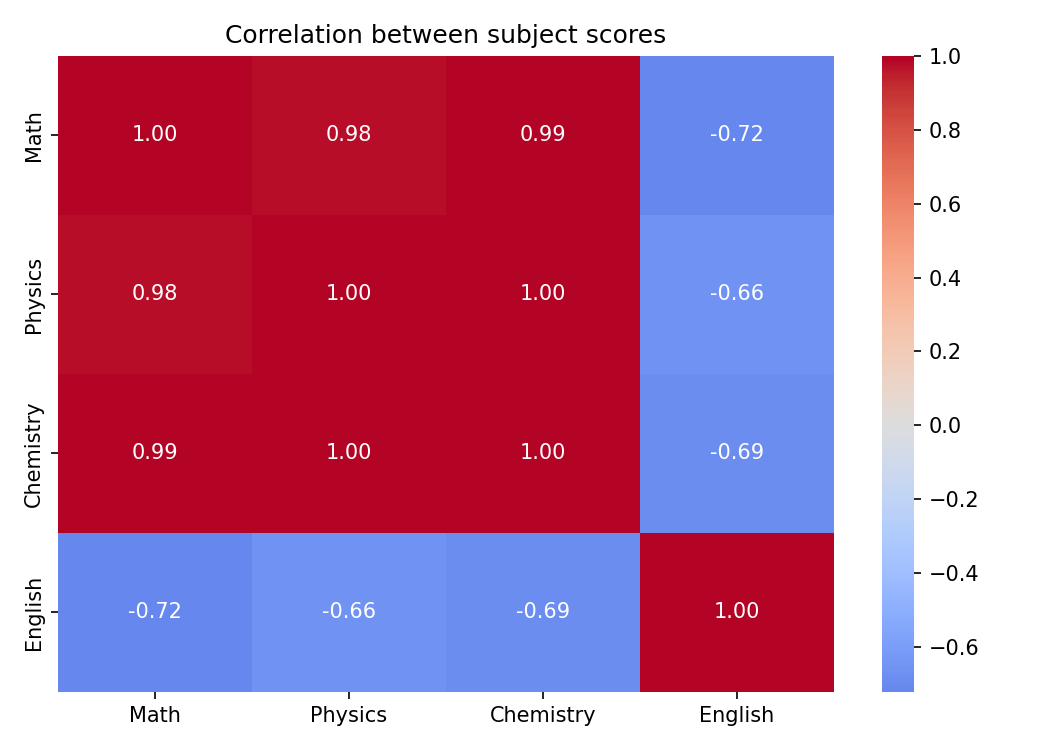 Correlation between subject scores
Math 1.00 0.98 0.99 -0.72
Physics 0.98 1.00 1.00 -0.66
Chemistry 0.99 1.00 1.00 -0.69
English -0.72 -0.66 -0.69 1.00
Math Physics Chemistry English
1.0
0.8
0.6
0.4
0.2
0.0
−0.2
−0.4
−0.6